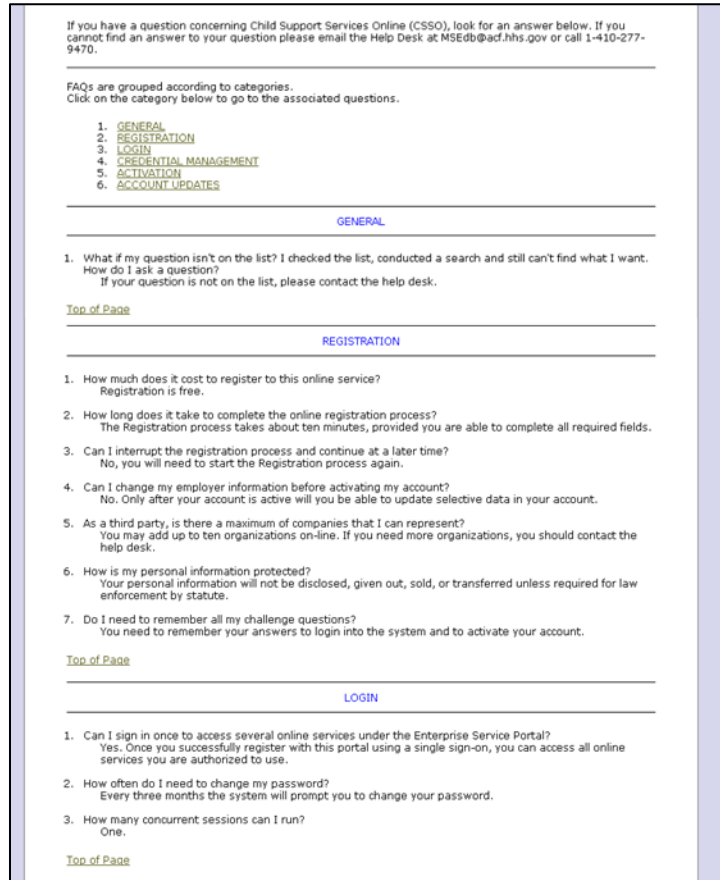 If you have a question concerning Child Support Services Online (CSSO), look for an answer below. If you
cannot find an answer to your question please email the Help Desk at MSEdb@acf.hhs.gov or call 1-410-277-
9470.
FAQs are grouped according to categories.
Click on the category below to go to the associated questions.
1. GENERAL
2. REGISTRATION
3. LOGIN
4. CREDENTIAL MANAGEMENT
5. ACTIVATION
6. ACCOUNT UPDATES
GENERAL
1. What if my question isn't on the list? I checked the list, conducted a search and still can't find what I want.
How do I ask a question?
If your question is not on the list, please contact the help desk.
Top of Page
REGISTRATION
1. How much does it cost to register to this online service?
Registration is free.
2. How long does it take to complete the online registration process?
The Registration process takes about ten minutes, provided you are able to complete all required fields.
3. Can I interrupt the registration process and continue at a later time?
No, you will need to start the Registration process again.
4. Can I change my employer information before activating my account?
No. Only after your account is active will you be able to update selective data in your account.
5. As a third party, is there a maximum of companies that I can represent?
You may add up to ten organizations on-line. If you need more organizations, you should contact the
help desk.
6. How is my personal information protected?
Your personal information will not be disclosed, given out, sold, or transferred unless required for law
enforcement by statute.
7. Do I need to remember all my challenge questions?
You need to remember your answers to login into the system and to activate your account.
Top of Page
LOGIN
1. Can I sign in once to access several online services under the Enterprise Service Portal?
Yes. Once you successfully register with this portal using a single sign-on, you can access all online
services you are authorized to use.
2. How often do I need to change my password?
Every three months the system will prompt you to change your password.
3. How many concurrent sessions can I run?
One.
Top of Page